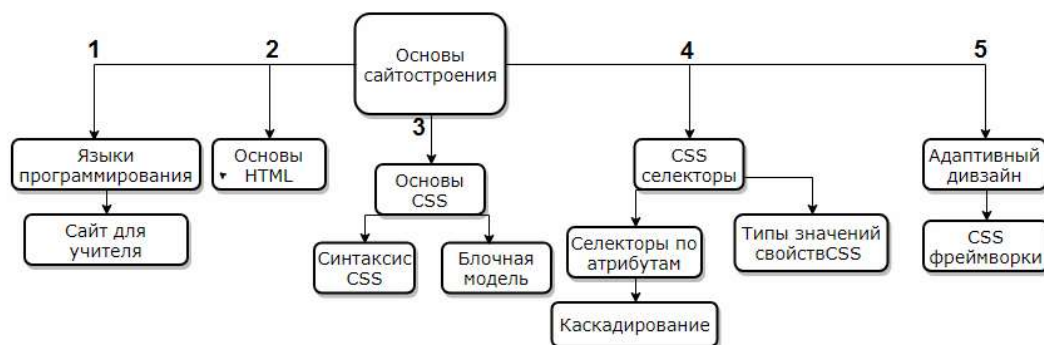 1
2
Основы
сайтостроения
4
5
3
Языки
программирования
Основы
HTML
Основы
CSS
CSS
селекторы
Адаптивный
дивзайн
Сайт для
учителя
Синтаксис
CSS
Блочная
модель
Селекторы по
атрибутам
Типы значений
свойствCSS
CSS
фреймворки
Каскадирование